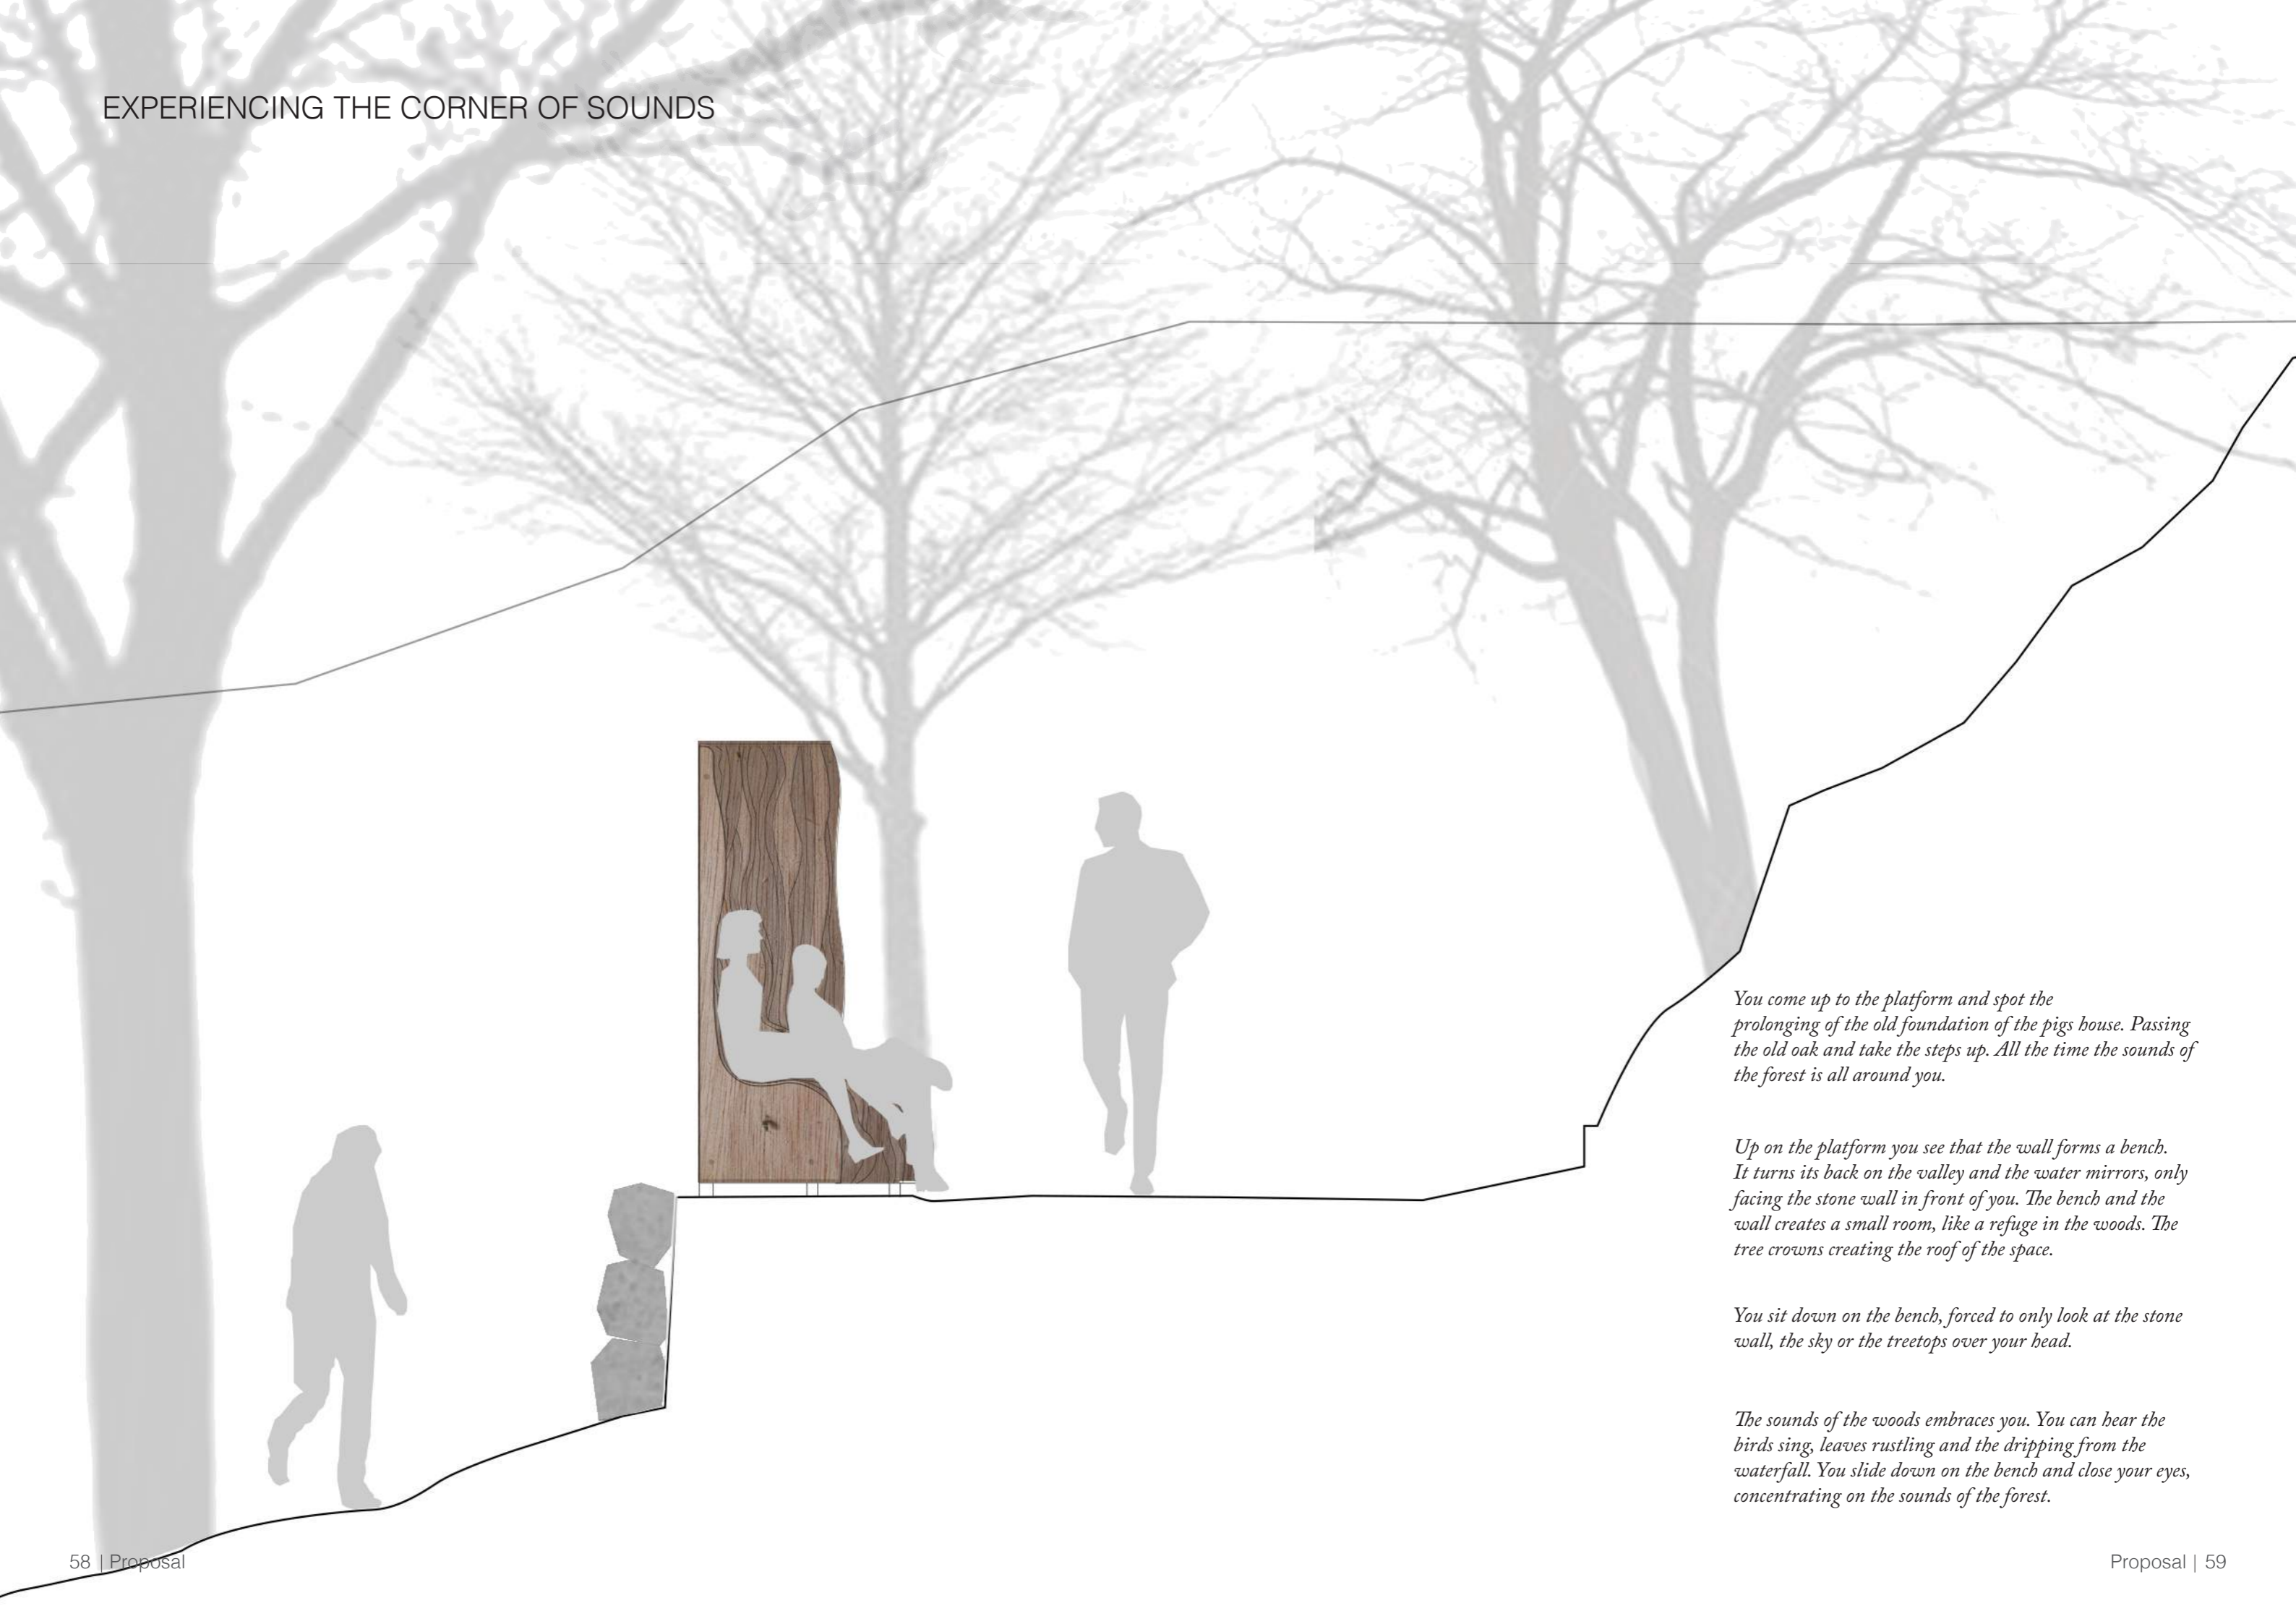 EXPERIENCING THE CORNER OF SOUNDS
You come up to the platform and spot the
prolonging of the old foundation of the pigs house. Passing
the old oak and take the steps up. All the time the sounds of
the forest is all around you.
Up on the platform you see that the wall forms a bench.
It turns its back on the valley and the water mirrors, only
facing the stone wall in front of you. The bench and the
wall creates a small room, like a refuge in the woods. The
tree crowns creating the roof of the space.
You sit down on the bench, forced to only look at the stone
wall, the sky or the treetops over your head.
The sounds of the woods embraces you. You can hear the
birds sing, leaves rustling and the dripping from the
waterfall. You slide down on the bench and close your eyes,
concentrating on the sounds of the forest.
58 | Proposal
Proposal | 59